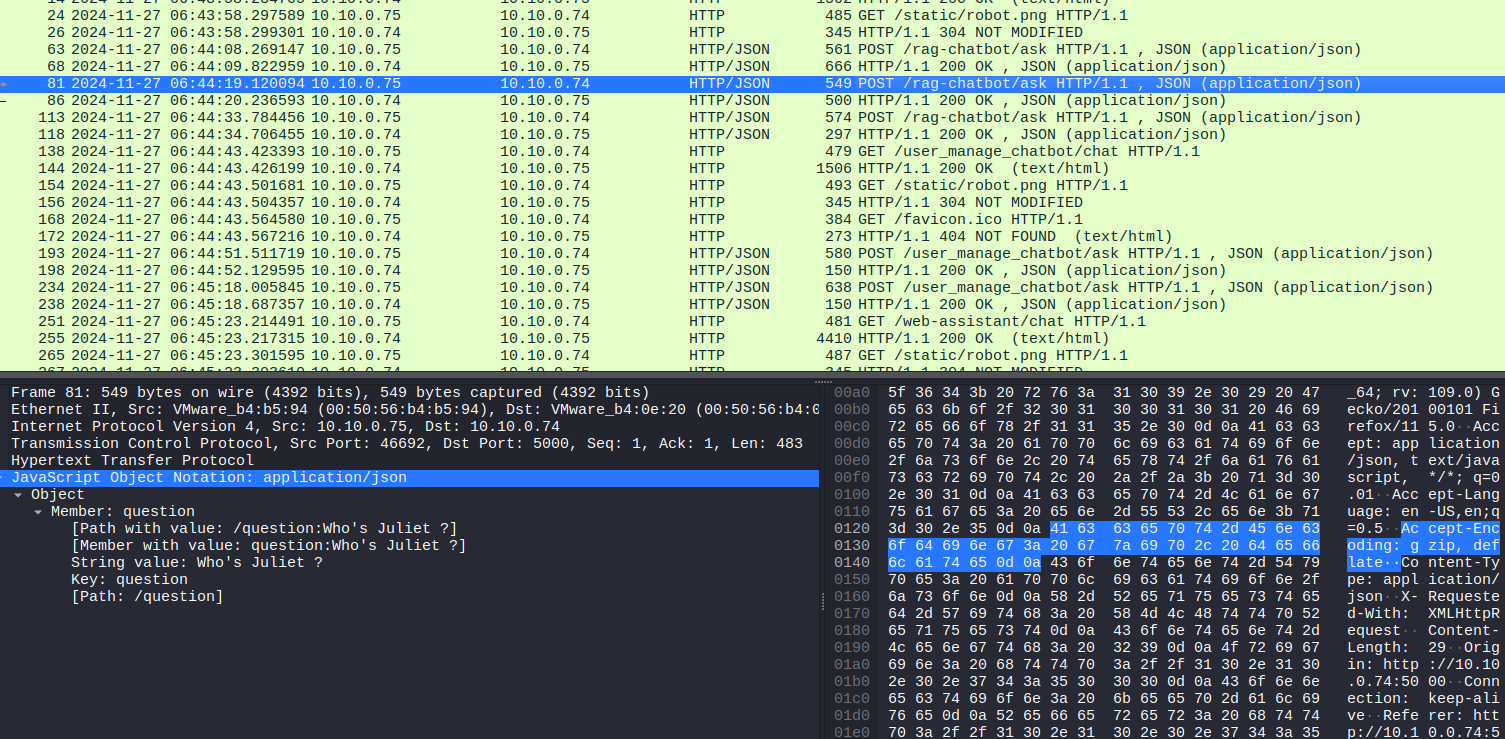 24 2024-11-27 06:43:58.297589 10.10.0.75 10.10.0.74 HTTP 485 GET /static/robot.png HTTP/1.1
26 2024-11-27 06:43:58.299301 10.10.0.74 10.10.0.75 HTTP 345 HTTP/1.1 304 NOT MODIFIED
63 2024-11-27 06:44:08.269147 10.10.0.75 10.10.0.74 HTTP/JSON 561 POST /rag-chatbot/ask HTTP/1.1 , JSON (application/json)
68 2024-11-27 06:44:09.822959 10.10.0.74 10.10.0.75 HTTP/JSON 666 HTTP/1.1 200 OK , JSON (application/json)
81 2024-11-27 06:44:19.120094 10.10.0.75 10.10.0.74 HTTP/JSON 549 POST /rag-chatbot/ask HTTP/1.1 , JSON (application/json)
86 2024-11-27 06:44:20.236593 10.10.0.74 10.10.0.75 HTTP/JSON 500 HTTP/1.1 200 OK , JSON (application/json)
113 2024-11-27 06:44:33.784456 10.10.0.75 10.10.0.74 HTTP/JSON 574 POST /rag-chatbot/ask HTTP/1.1 , JSON (application/json)
118 2024-11-27 06:44:34.706455 10.10.0.74 10.10.0.75 HTTP/JSON 297 HTTP/1.1 200 OK , JSON (application/json)
138 2024-11-27 06:44:43.423393 10.10.0.75 10.10.0.74 HTTP 479 GET /user_manage_chatbot/chat HTTP/1.1
144 2024-11-27 06:44:43.426199 10.10.0.74 10.10.0.75 HTTP 1506 HTTP/1.1 200 OK (text/html)
154 2024-11-27 06:44:43.501681 10.10.0.75 10.10.0.74 HTTP 493 GET /static/robot.png HTTP/1.1
156 2024-11-27 06:44:43.504357 10.10.0.74 10.10.0.75 HTTP 345 HTTP/1.1 304 NOT MODIFIED
168 2024-11-27 06:44:43.564580 10.10.0.75 10.10.0.74 HTTP 384 GET /favicon.ico HTTP/1.1
172 2024-11-27 06:44:43.567216 10.10.0.74 10.10.0.75 HTTP 273 HTTP/1.1 404 NOT FOUND (text/html)
193 2024-11-27 06:44:51.511719 10.10.0.75 10.10.0.74 HTTP/JSON 580 POST /user_manage_chatbot/ask HTTP/1.1 , JSON (application/json)
198 2024-11-27 06:44:52.129595 10.10.0.74 10.10.0.75 HTTP/JSON 150 HTTP/1.1 200 OK , JSON (application/json)
234 2024-11-27 06:45:18.005845 10.10.0.75 10.10.0.74 HTTP/JSON 638 POST /user_manage_chatbot/ask HTTP/1.1 , JSON (application/json)
238 2024-11-27 06:45:18.687357 10.10.0.74 10.10.0.75 HTTP/JSON 150 HTTP/1.1 200 OK , JSON (application/json)
251 2024-11-27 06:45:23.214491 10.10.0.75 10.10.0.74 HTTP 481 GET /web-assistant/chat HTTP/1.1
255 2024-11-27 06:45:23.217315 10.10.0.74 10.10.0.75 HTTP 4410 HTTP/1.1 200 OK (text/html)
265 2024-11-27 06:45:23.301595 10.10.0.75 10.10.0.74 HTTP 487 GET /static/robot.png HTTP/1.1
Frame 81: 549 bytes on wire (4392 bits), 549 bytes captured (4392 bits)
Ethernet II, Src: VMware_b4:b5:94 (00:50:56:b4:b5:94), Dst: VMware_b4:0e:20 (00:50:56:b4:0
Internet Protocol Version 4, Src: 10.10.0.75, Dst: 10.10.0.74
Transmission Control Protocol, Src Port: 46692, Dst Port: 5000, Seq: 1, Ack: 1, Len: 483
Hypertext Transfer Protocol
JavaScript Object Notation: application/json
Object
Member: question
[Path with value: /question:Who's Juliet ?]
[Member with value: question:Who's Juliet ?]
String value: Who's Juliet ?
Key: question
[Path: /question]
00a0 5f 36 34 3b 20 72 76 3a 31 30 39 2e 30 29 20 47 _64; rv: 109.0) G
00b0 65 63 6b 6f 2f 32 30 31 30 30 31 30 31 20 46 69 ecko/201 00101 Fi
00c0 72 65 66 6f 78 2f 31 31 35 2e 30 0d 0a 41 63 63 refox/11 5.0··Acc
00d0 65 70 74 3a 20 61 70 70 6c 69 63 61 74 69 6f 6e ept: app lication
00e0 2f 6a 73 6f 6e 2c 20 74 65 78 74 2f 6a 61 76 61 /json, t ext/java
00f0 73 63 72 69 70 74 2c 20 2a 2f 2a 3b 20 71 3d 30 script, */*; q=0
0100 2e 30 31 0d 0a 41 63 63 65 70 74 2d 4c 61 6e 67 .01··Acc ept-Lang
0110 75 61 67 65 3a 20 65 6e 2d 55 53 2c 65 6e 3b 71 uage: en -US,en;q
0120 3d 30 2e 35 0d 0a 41 63 63 65 70 74 2d 45 6e 63 =0.5··Ac cept-Enc
0130 6f 64 69 6e 67 3a 20 67 7a 69 70 2c 20 64 65 66 oding: g zip, def
0140 6c 61 74 65 0d 0a 43 6f 6e 74 65 6e 74 2d 54 79 late··Co ntent-Ty
0150 70 65 3a 20 61 70 70 6c 69 63 61 74 69 6f 6e 2f pe: appl ication/
0160 6a 73 6f 6e 0d 0a 58 2d 52 65 71 75 65 73 74 65 json··X- Requeste
0170 64 2d 57 69 74 68 3a 20 58 4d 4c 48 74 74 70 52 d-With: XMLHttpR
0180 65 71 75 65 73 74 0d 0a 43 6f 6e 74 65 6e 74 2d equest·· Content-
0190 4c 65 6e 67 74 68 3a 20 32 39 0d 0a 4f 72 69 67 Length: 29··Orig
01a0 69 6e 3a 20 68 74 74 70 3a 2f 2f 31 30 2e 31 30 in: http ://10.10
01b0 2e 30 2e 37 34 3a 35 30 30 30 0d 0a 43 6f 6e 6e .0.74:50 00··Conn
01c0 65 63 74 69 6f 6e 3a 20 6b 65 65 70 2d 61 6c 69 ection: keep-ali
01d0 76 65 0d 0a 52 65 66 65 72 65 72 3a 20 68 74 74 ve··Refe rer: htt
01e0 70 3a 2f 2f 31 30 2e 31 30 2e 30 2e 37 34 3a 35 p://10.1 0.0.74:5